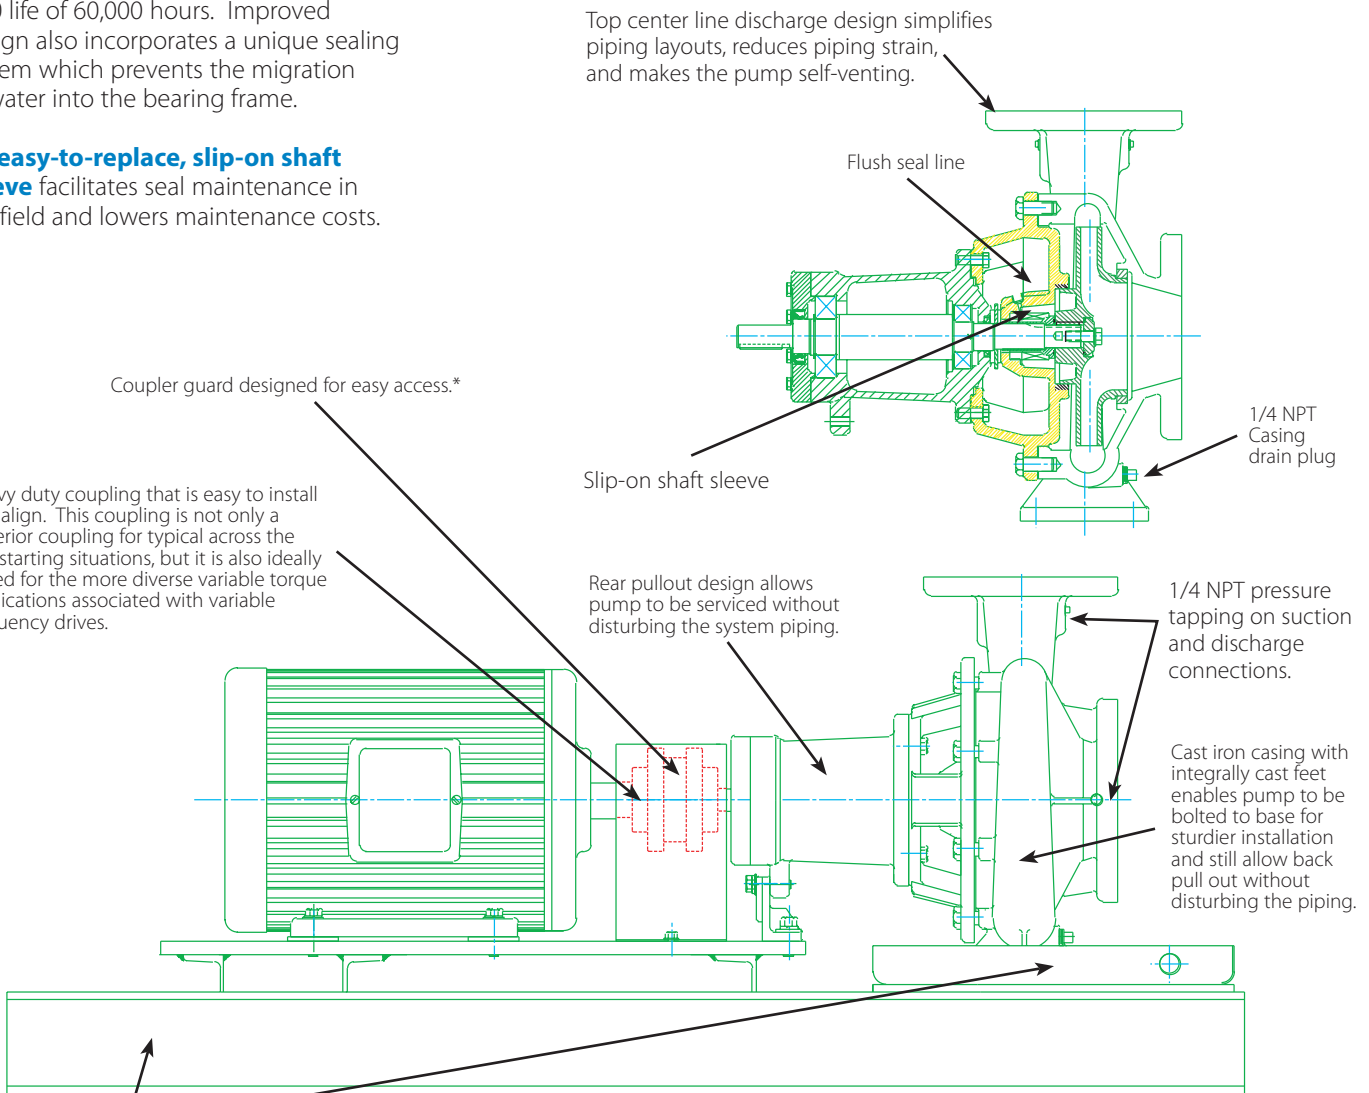 life of 60,000 hours. Improved
gn also incorporates a unique sealing
em which prevents the migration
water into the bearing frame.
easy-to-replace, slip-on shaft
eve facilitates seal maintenance in
field and lowers maintenance costs.
Top center line discharge design simplifies
piping layouts, reduces piping strain,
and makes the pump self-venting.
Flush seal line
Coupler guard designed for easy access.*
1/4 NPT
Casing
drain plug
Slip-on shaft sleeve
vy duty coupling that is easy to install
align. This coupling is not only a
erior coupling for typical across the
starting situations, but it is also ideally
ed for the more diverse variable torque
ications associated with variable
uency drives.
Rear pullout design allows
pump to be serviced without
disturbing the system piping.
1/4 NPT pressure
tapping on suction
and discharge
connections.
Cast iron casing with
integrally cast feet
enables pump to be
bolted to base for
sturdier installation
and still allow back
pull out without
disturbing the piping.